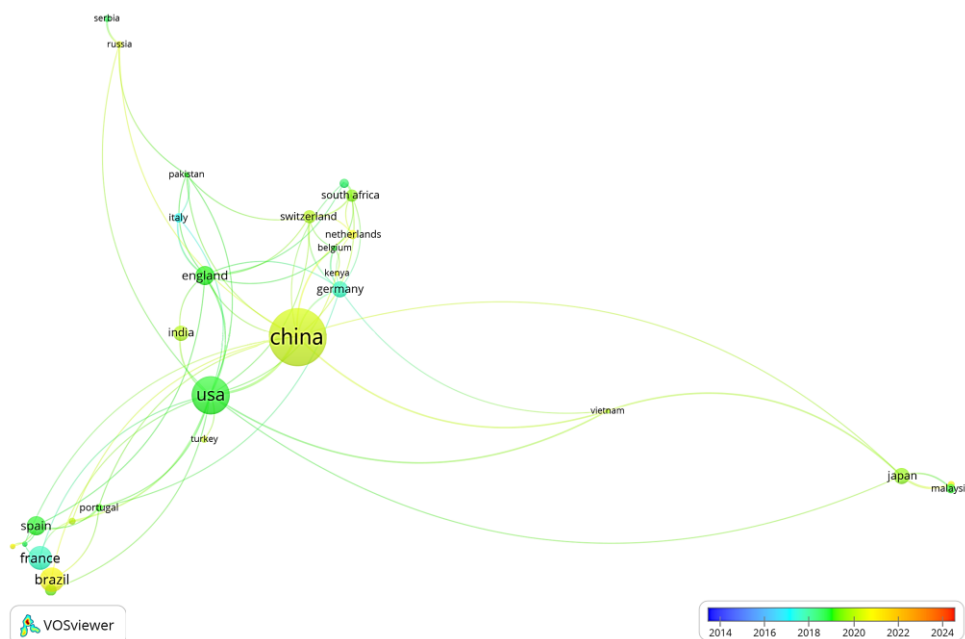 serbia
russia
pakistan
south africa
italy
switzerland
netherlands
belgium
england
kenya
germany
india
china
usa
vietnam
turkey
japan
malaysi
portugal
spain
france
brazil
VOSviewer
2014 2016 2018 2020 2022 2024